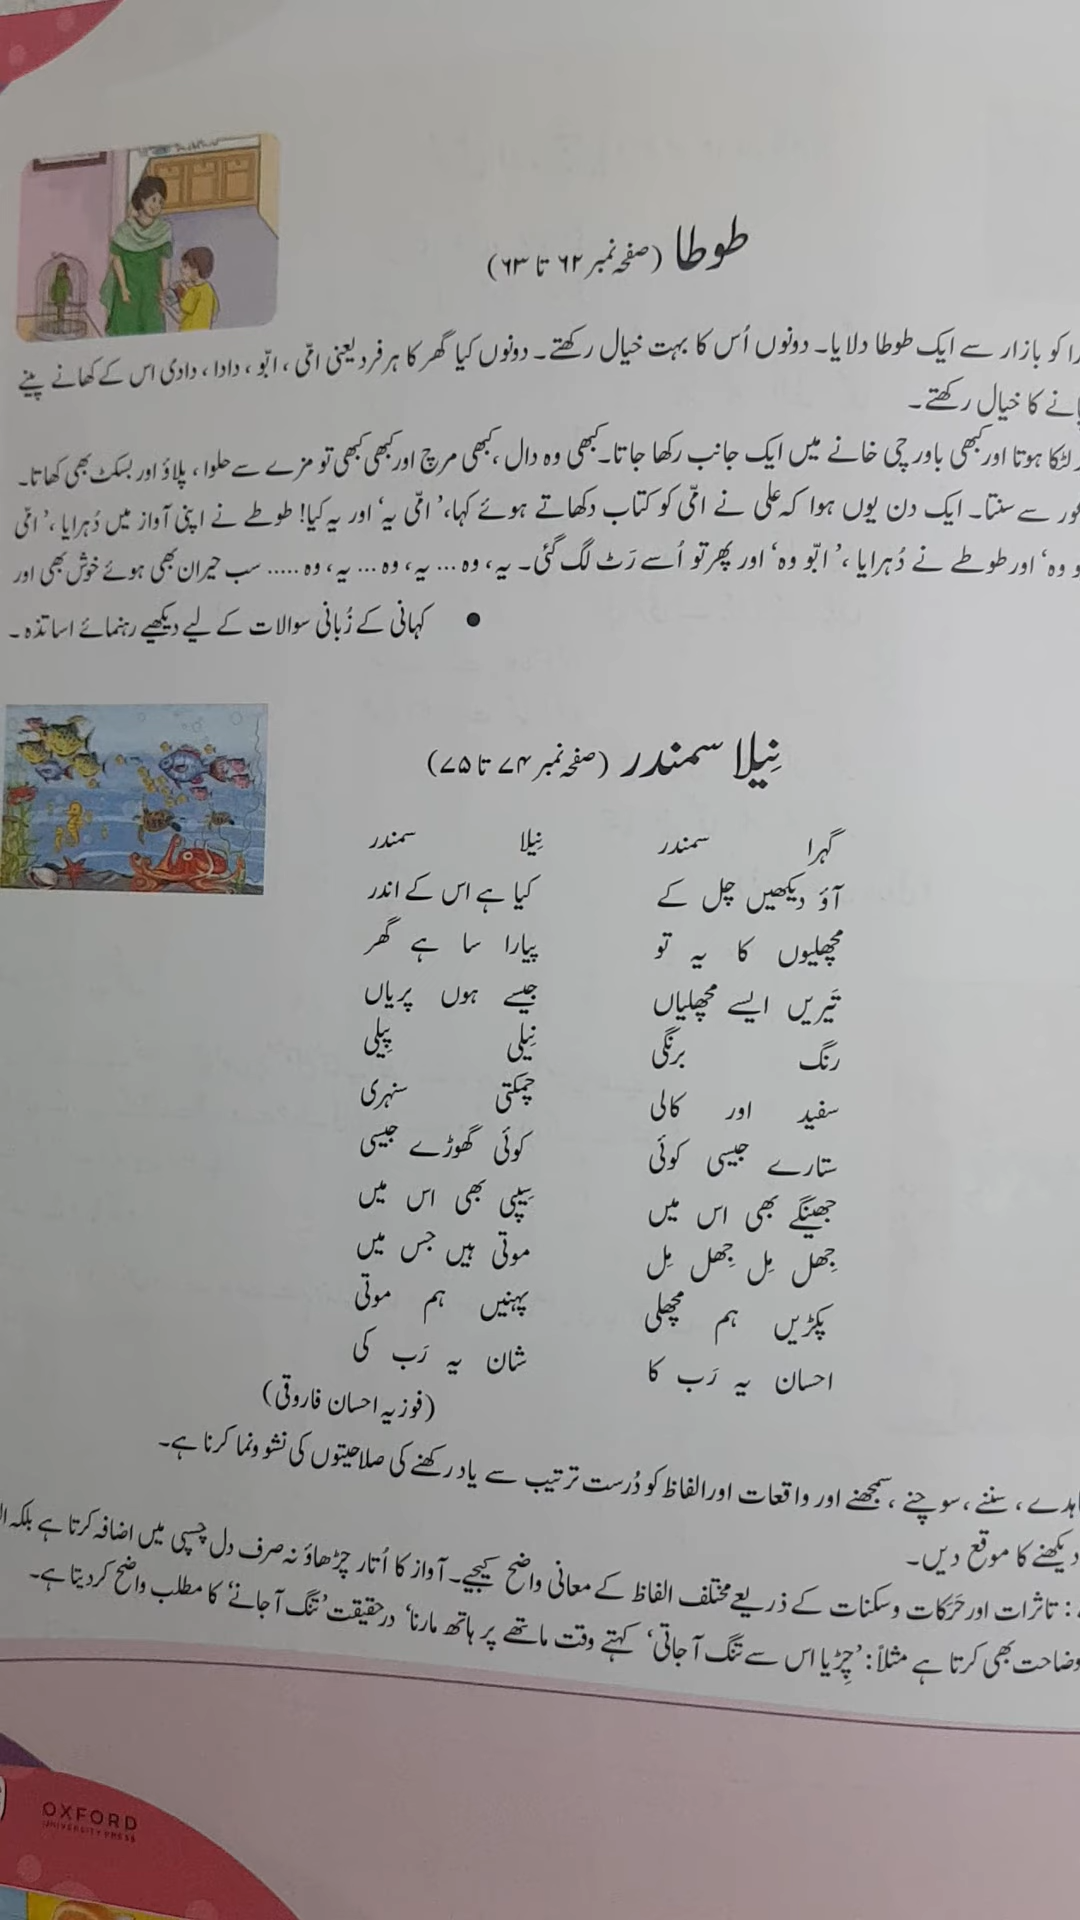 طوطا (صفحہ نمبر ۶۲ تا ۶۳)
کو بازار سے ایک طوطا دلایا۔ دونوں اُس کا بہت خیال رکھتے۔ دونوں کیا گھر کا ہر فرد یعنی امّی، ابّو، دادا، دادی اس کے کھانے پینے
کا خیال رکھتے۔
لٹکا ہوتا اور کبھی باورچی خانے میں ایک جانب رکھا جاتا۔ کبھی وہ دال، کبھی مرچ اور کبھی کبھی تو مزے سے حلوا، پلاؤ اور بسکٹ بھی کھاتا۔
سے سنتا۔ ایک دن یوں ہوا کہ علی نے امّی کو کتاب دکھاتے ہوئے کہا، ’امّی یہ‘ اور یہ کیا! طوطے نے اپنی آواز میں دُہرایا، ’امّی
وہ‘ اور طوطے نے دُہرایا، ’ابّو وہ‘ اور پھر تو اُسے رَٹ لگ گئی۔ یہ، وہ ... یہ، وہ ... یہ، وہ ..... سب حیران بھی ہوئے خوش بھی اور
● کہانی کے زُبانی سوالات کے لیے دیکھیے رہنمائے اساتذہ۔
نِیلا سمندر (صفحہ نمبر ۷۴ تا ۷۵)
گہرا سمندر نِیلا سمندر
آؤ دیکھیں چل کے کیا ہے اس کے اندر
مچھلیوں کا یہ تو پیارا سا ہے گھر
تَیریں ایسے مچھلیاں جیسے ہوں پریاں
رنگ برنگی نِیلی پِیلی
سفید اور کالی چمکتی سنہری
ستارے جیسی کوئی کوئی گھوڑے جیسی
جھینگے بھی اس میں سِیپی بھی اس میں
جِھل مِل جِھل مِل موتی ہیں جس میں
پکڑیں ہم مچھلی پہنیں ہم موتی
احسان یہ رَب کا شان یہ رَب کی
(فوزیہ احسان فاروقی)
سننے، سوچنے، سمجھنے اور واقعات اور الفاظ کو دُرست ترتیب سے یاد رکھنے کی صلاحیتوں کی نشو ونما کرنا ہے۔
دیکھنے کا موقع دیں۔
: تاثرات اور حَرَکات وسکنات کے ذریعے مختلف الفاظ کے معانی واضح کیجیے۔ آواز کا اُتار چڑھاؤ نہ صرف دل چسپی میں اضافہ کرتا ہے بلکہ
وضاحت بھی کرتا ہے مثلاً: ’چِڑیا اس سے تنگ آجاتی‘ کہتے وقت ماتھے پر ہاتھ مارنا‘ درحقیقت ’تنگ آجانے‘ کا مطلب واضح کردیتا ہے۔
OXFORD
UNIVERSITY PRESS